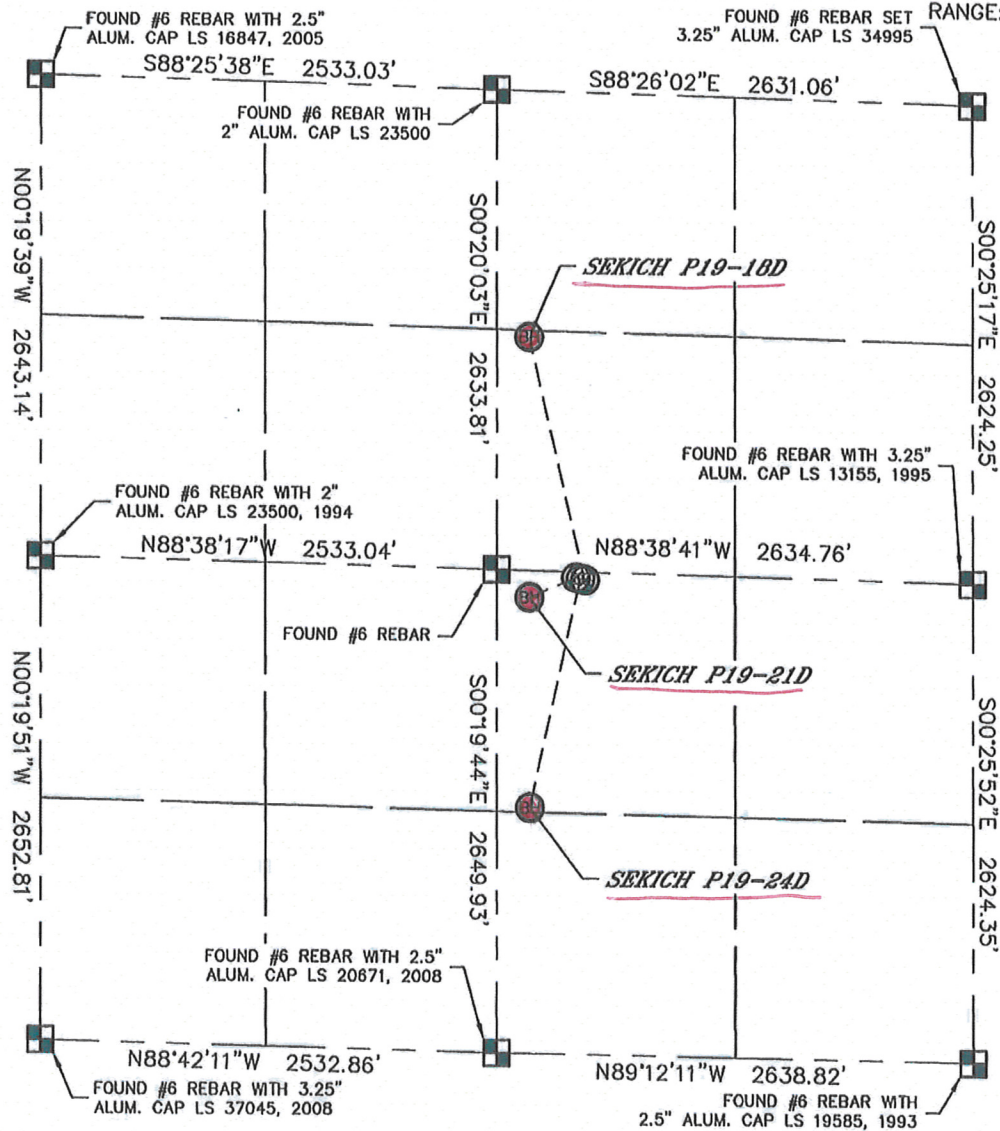 FOUND #6 REBAR WITH 2.5"
ALUM. CAP LS 16847, 2005
FOUND #6 REBAR SET
3.25" ALUM. CAP LS 34995
S88°25'38"E 2533.03'
S88°26'02"E 2631.06'
FOUND #6 REBAR WITH
2" ALUM. CAP LS 23500
N00°19'39"W 2643.14'
S00°20'03"E 2633.81'
S00°25'17"E 2624.25'
SEKICH P19-18D
FOUND #6 REBAR WITH 3.25"
ALUM. CAP LS 13155, 1995
FOUND #6 REBAR WITH 2"
ALUM. CAP LS 23500, 1994
N88°38'17"W 2533.04'
N88°38'41"W 2634.76'
BH
FOUND #6 REBAR
SEKICH P19-21D
N00°19'51"W 2652.81'
S00°19'44"E 2649.93'
S00°25'52"E 2624.35'
BH
SEKICH P19-24D
FOUND #6 REBAR WITH 2.5"
ALUM. CAP LS 20671, 2008
N88°42'11"W 2532.86'
N89°12'11"W 2638.82'
FOUND #6 REBAR WITH 3.25"
ALUM. CAP LS 37045, 2008
FOUND #6 REBAR WITH
2.5" ALUM. CAP LS 19585, 1993